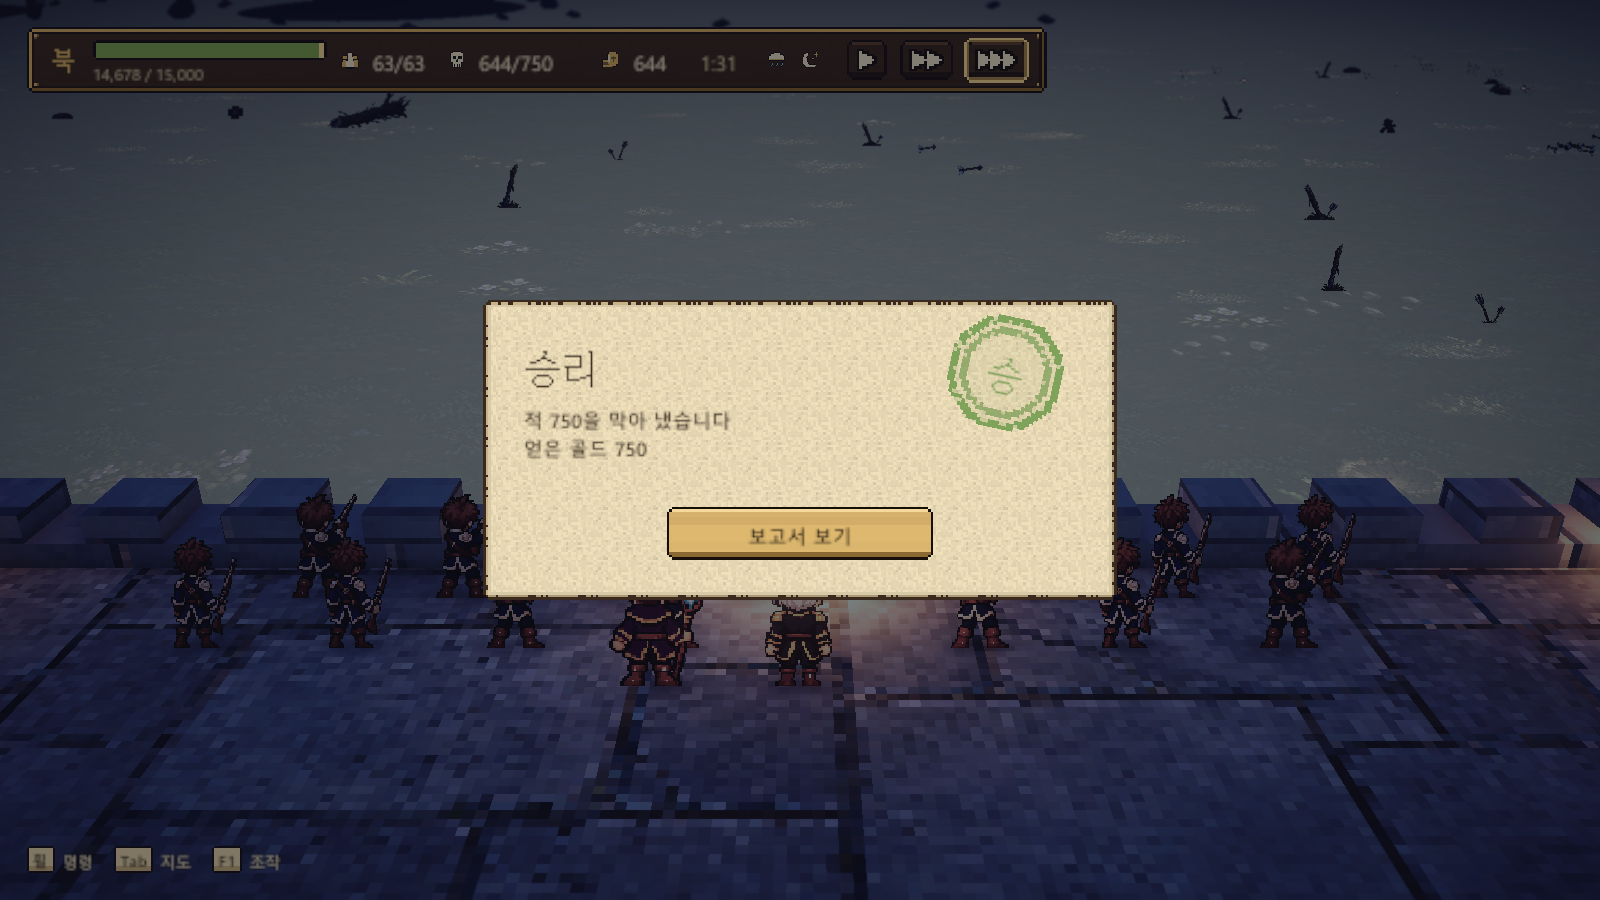 북
14,678 / 15,000
63/63
644/750
644
1:31
승리
승
적 750을 막아 냈습니다
얻은 골드 750
보고서 보기
휠 명령 Tab 지도 F1 조작